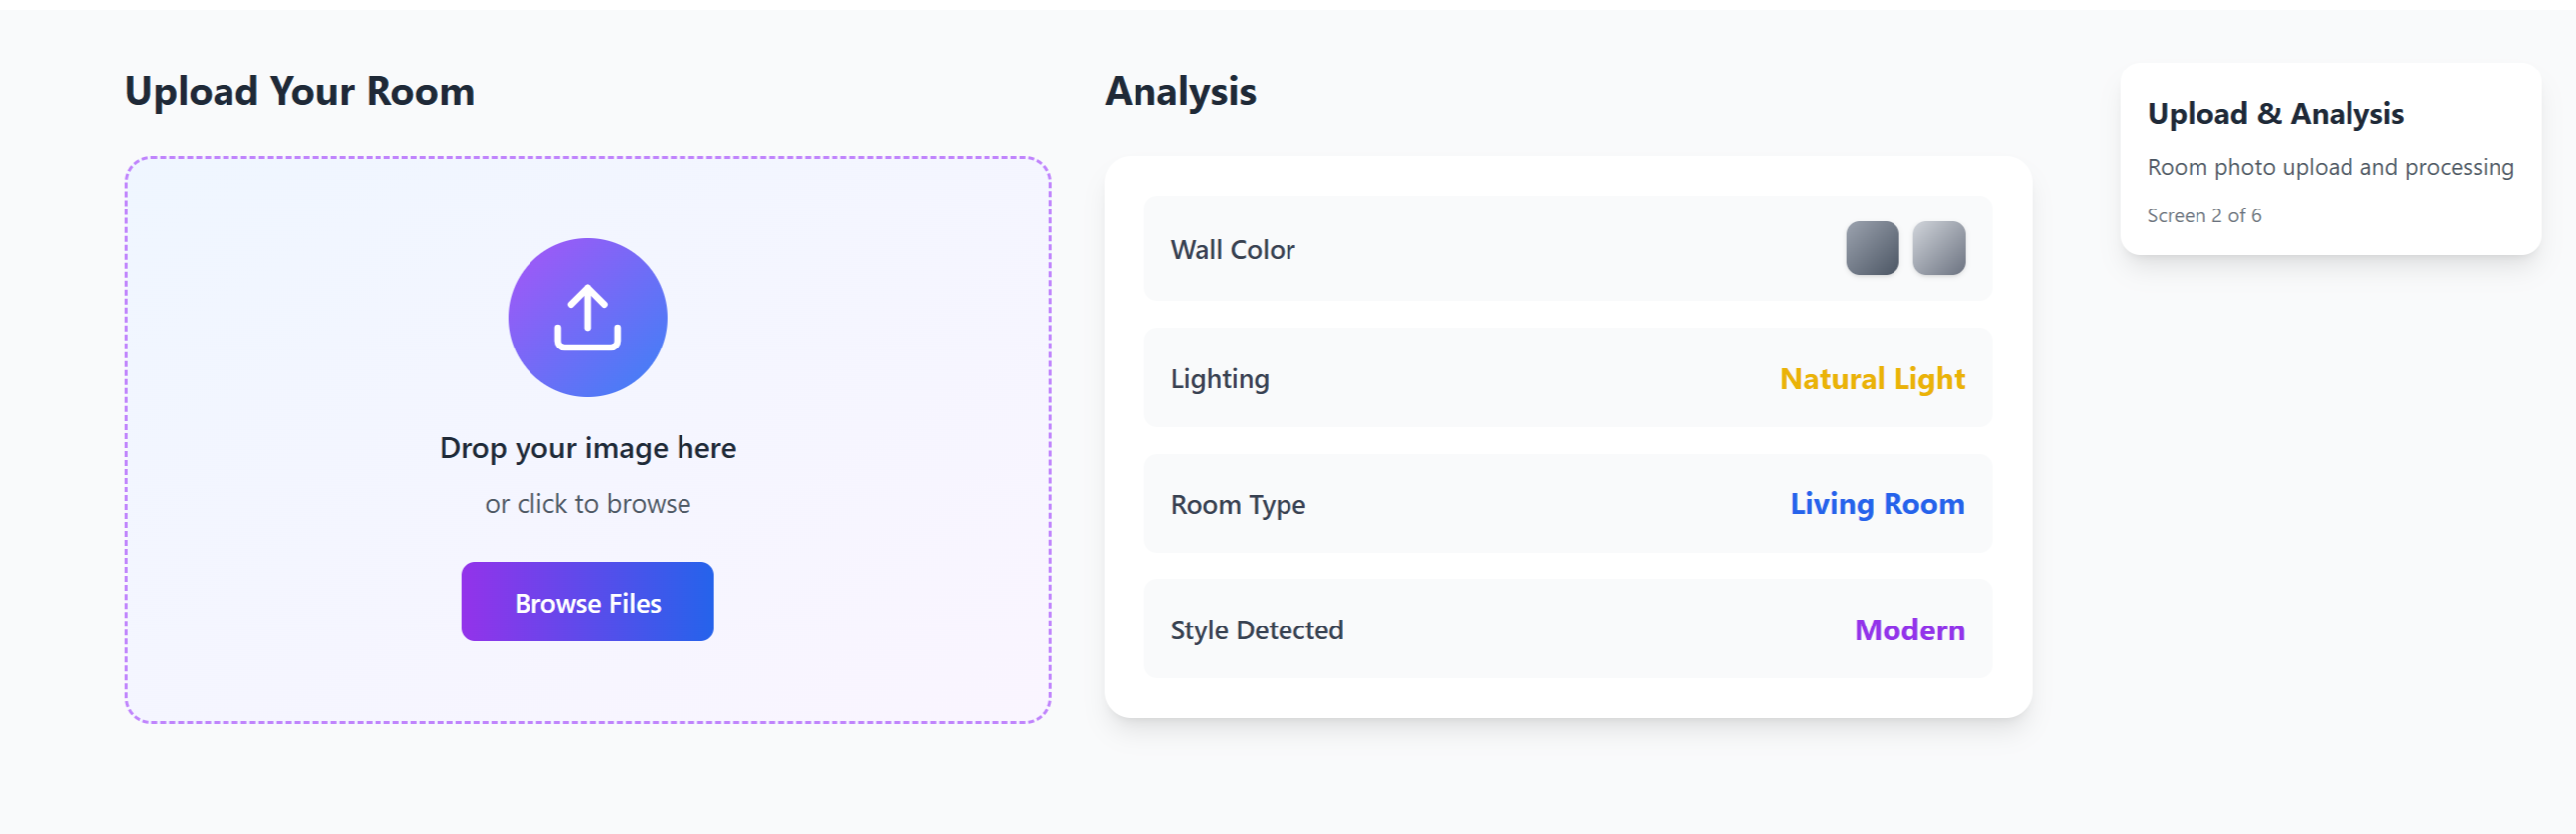 Upload Your Room
Drop your image here
or click to browse
Browse Files
Analysis
Wall Color
Lighting
Natural Light
Room Type
Living Room
Style Detected
Modern
Upload & Analysis
Room photo upload and processing
Screen 2 of 6